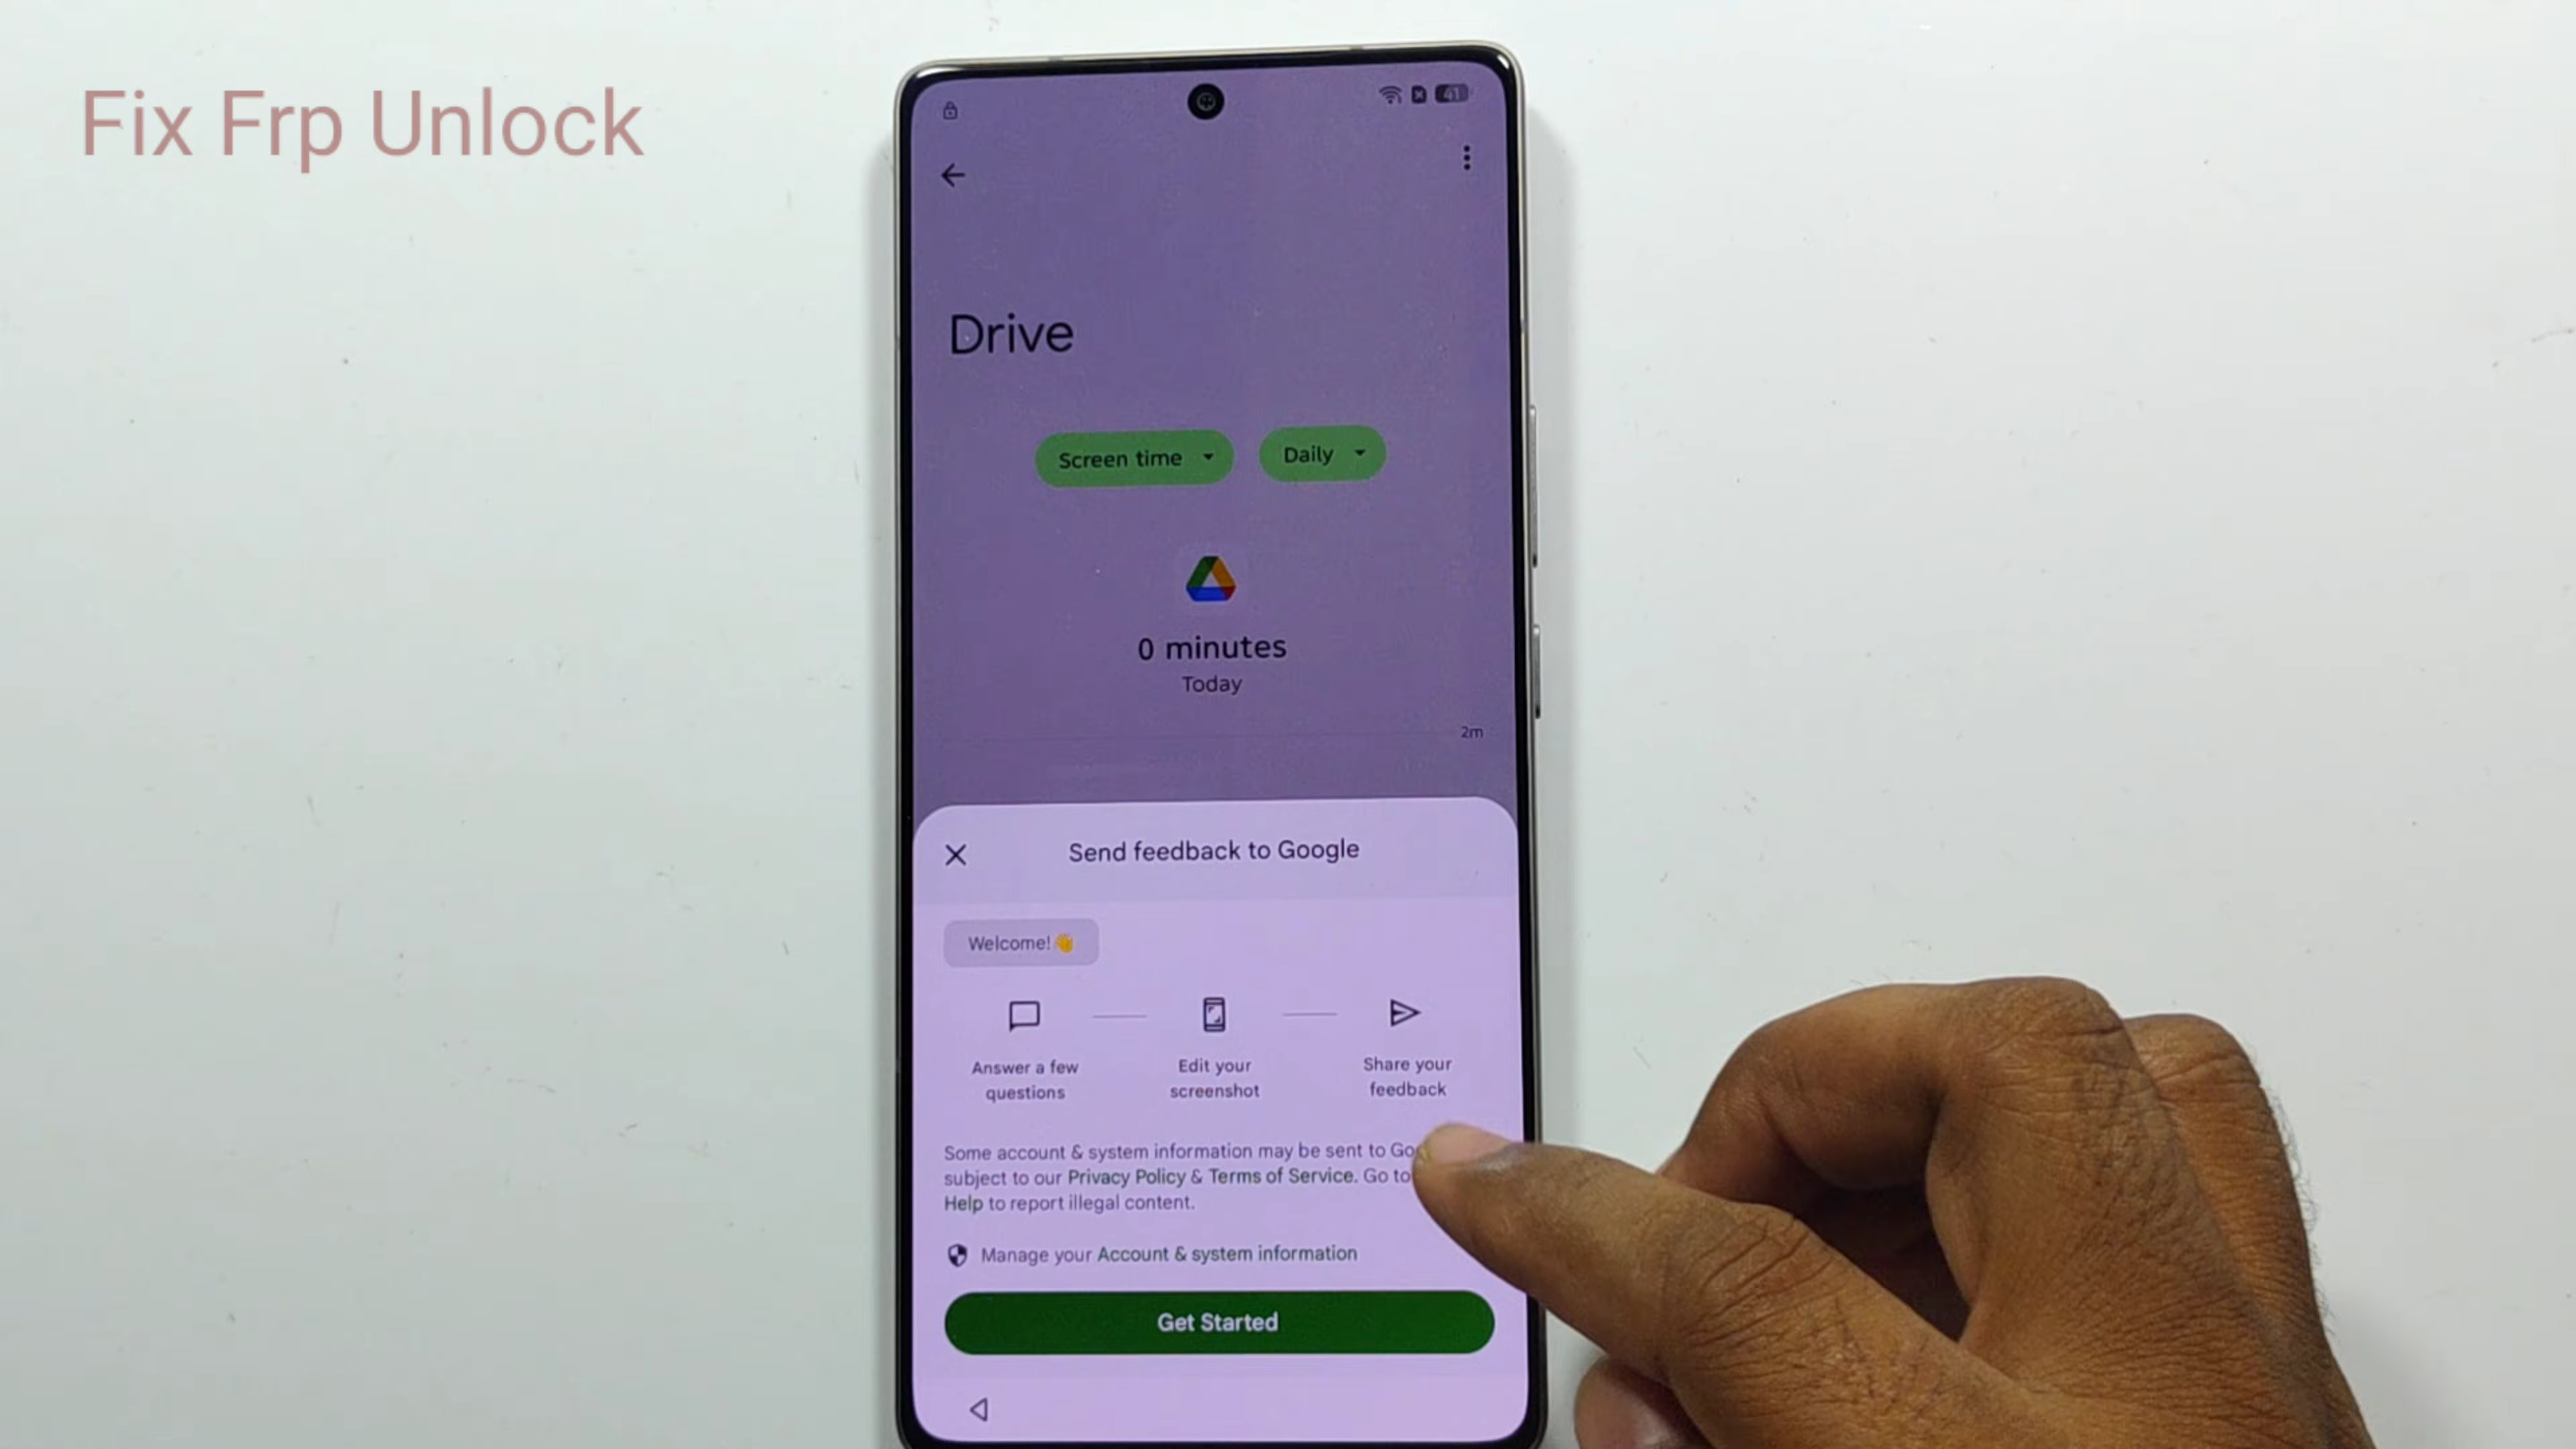 Fix Frp Unlock
41
Drive
Screen time
Daily
0 minutes
Today
2m
Send feedback to Google
Welcome!👋
Answer a few questions
Edit your screenshot
Share your feedback
Some account & system information may be sent to
subject to our Privacy Policy & Terms of Service. Go to
Help to report illegal content.
Manage your Account & system information
Get Started